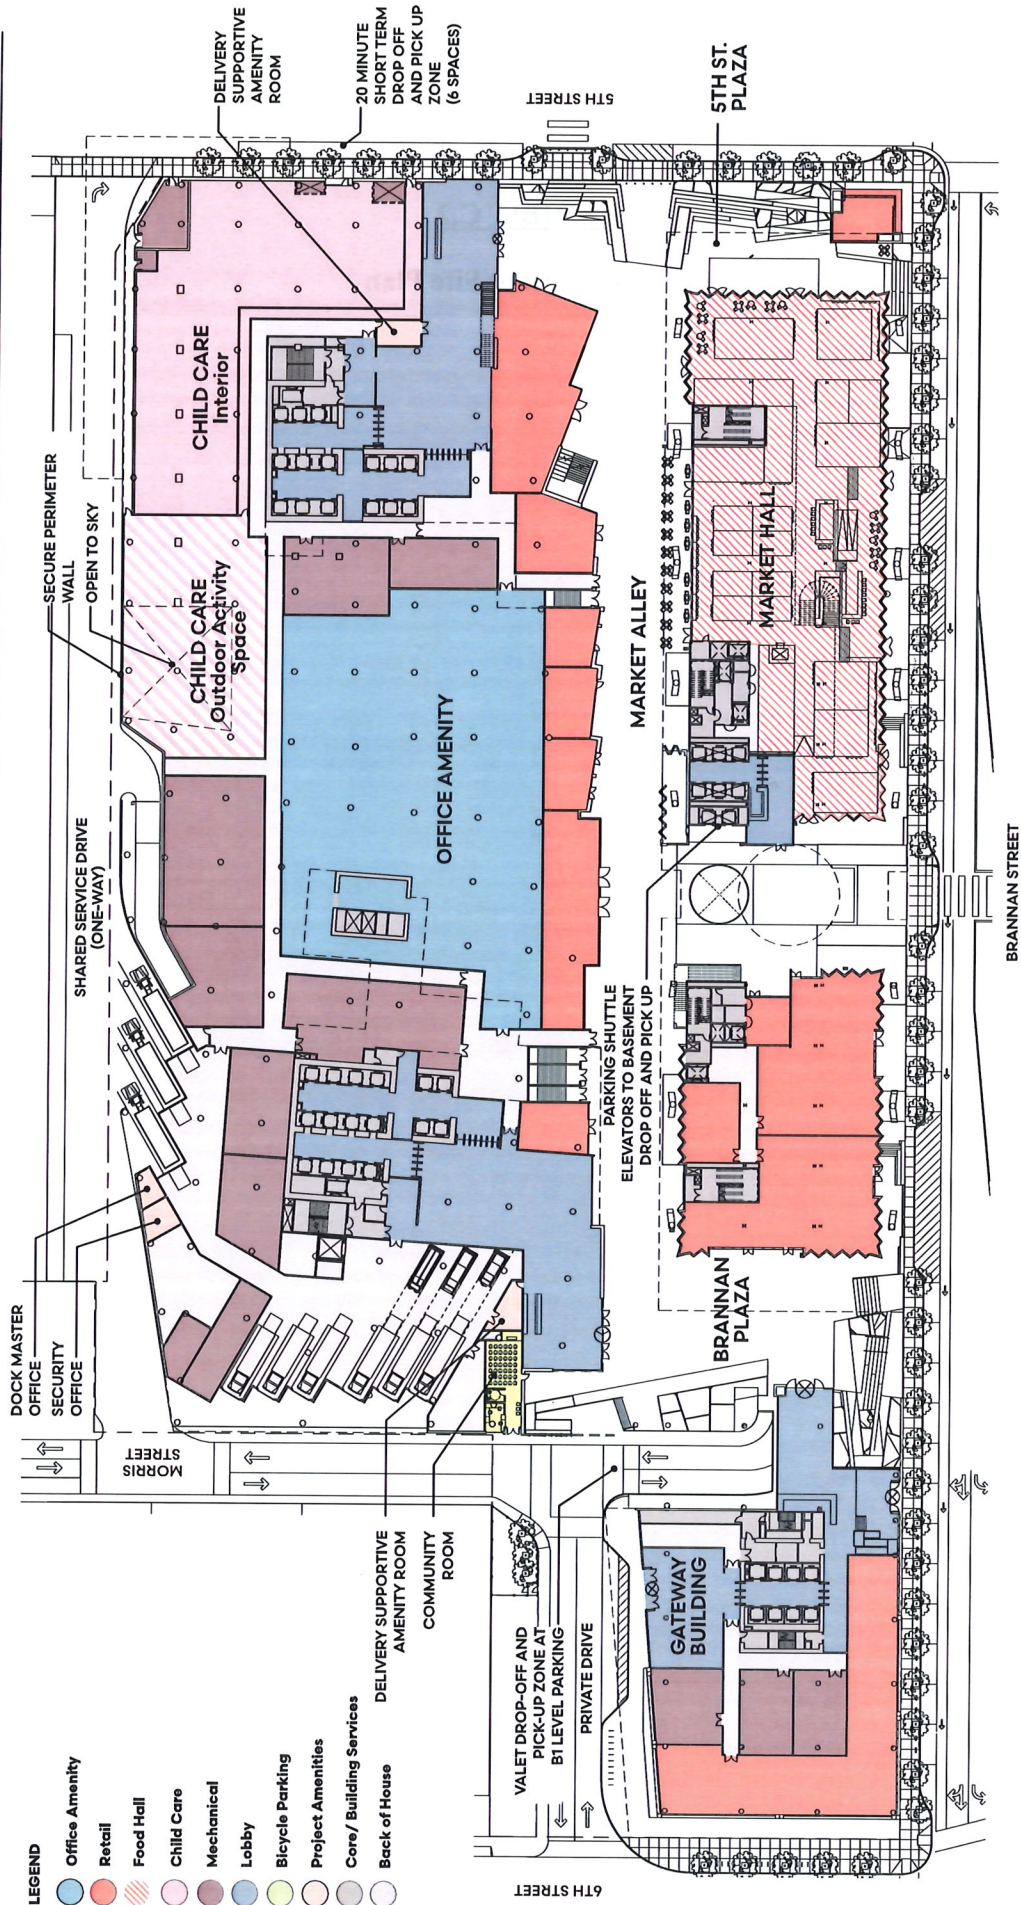 DELIVERY
SUPPORTIVE
AMENITY
ROOM
20 MINUTE
SHORT TERM
DROP OFF
AND PICK UP
ZONE
(6 SPACES)
5TH STREET
5TH ST.
PLAZA
SECURE PERIMETER
WALL
OPEN TO SKY
CHILD CARE
Interior
CHILD CARE
Outdoor Activity
Space
SHARED SERVICE DRIVE
(ONE-WAY)
OFFICE AMENITY
MARKET ALLEY
MARKET HALL
BRANNAN STREET
PARKING SHUTTLE
ELEVATORS TO BASEMENT
DROP OFF AND PICK UP
BRANNAN
PLAZA
DOCK MASTER
OFFICE
SECURITY
OFFICE
MORRIS
STREET
DELIVERY SUPPORTIVE
AMENITY ROOM
COMMUNITY
ROOM
VALET DROP-OFF AND
PICK-UP ZONE AT
B1 LEVEL PARKING
PRIVATE DRIVE
GATEWAY
BUILDING
6TH STREET
LEGEND
Office Amenity
Retail
Food Hall
Child Care
Mechanical
Lobby
Bicycle Parking
Project Amenities
Core/ Building Services
Back of House